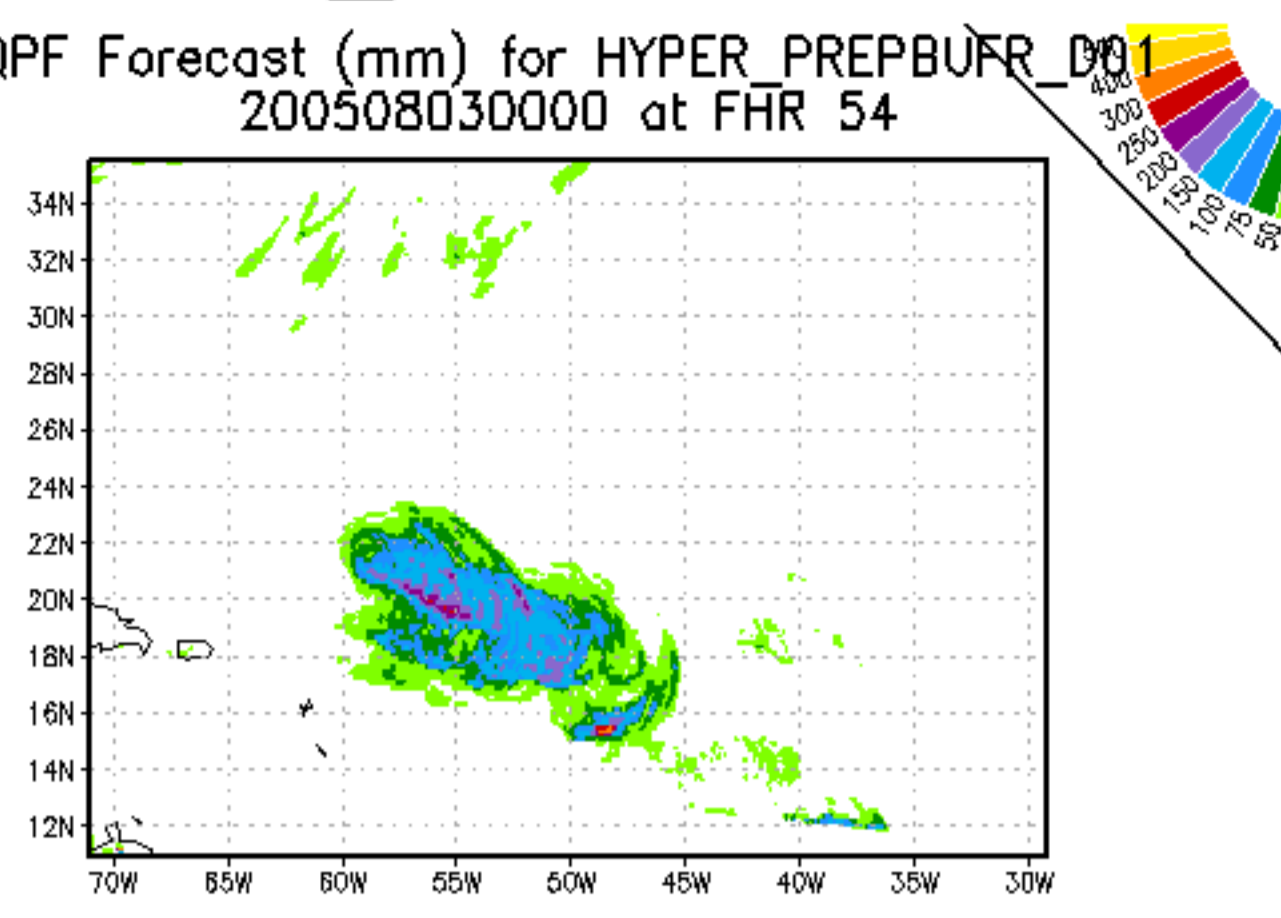 QPF Forecast (mm) for HYPER_PREPBUFR_D01
200508030000 at FHR 54
400
300
250
200
150
100
75
50
34N
32N
30N
28N
26N
24N
22N
20N
18N
16N
14N
12N
70W 65W 60W 55W 50W 45W 40W 35W 30W